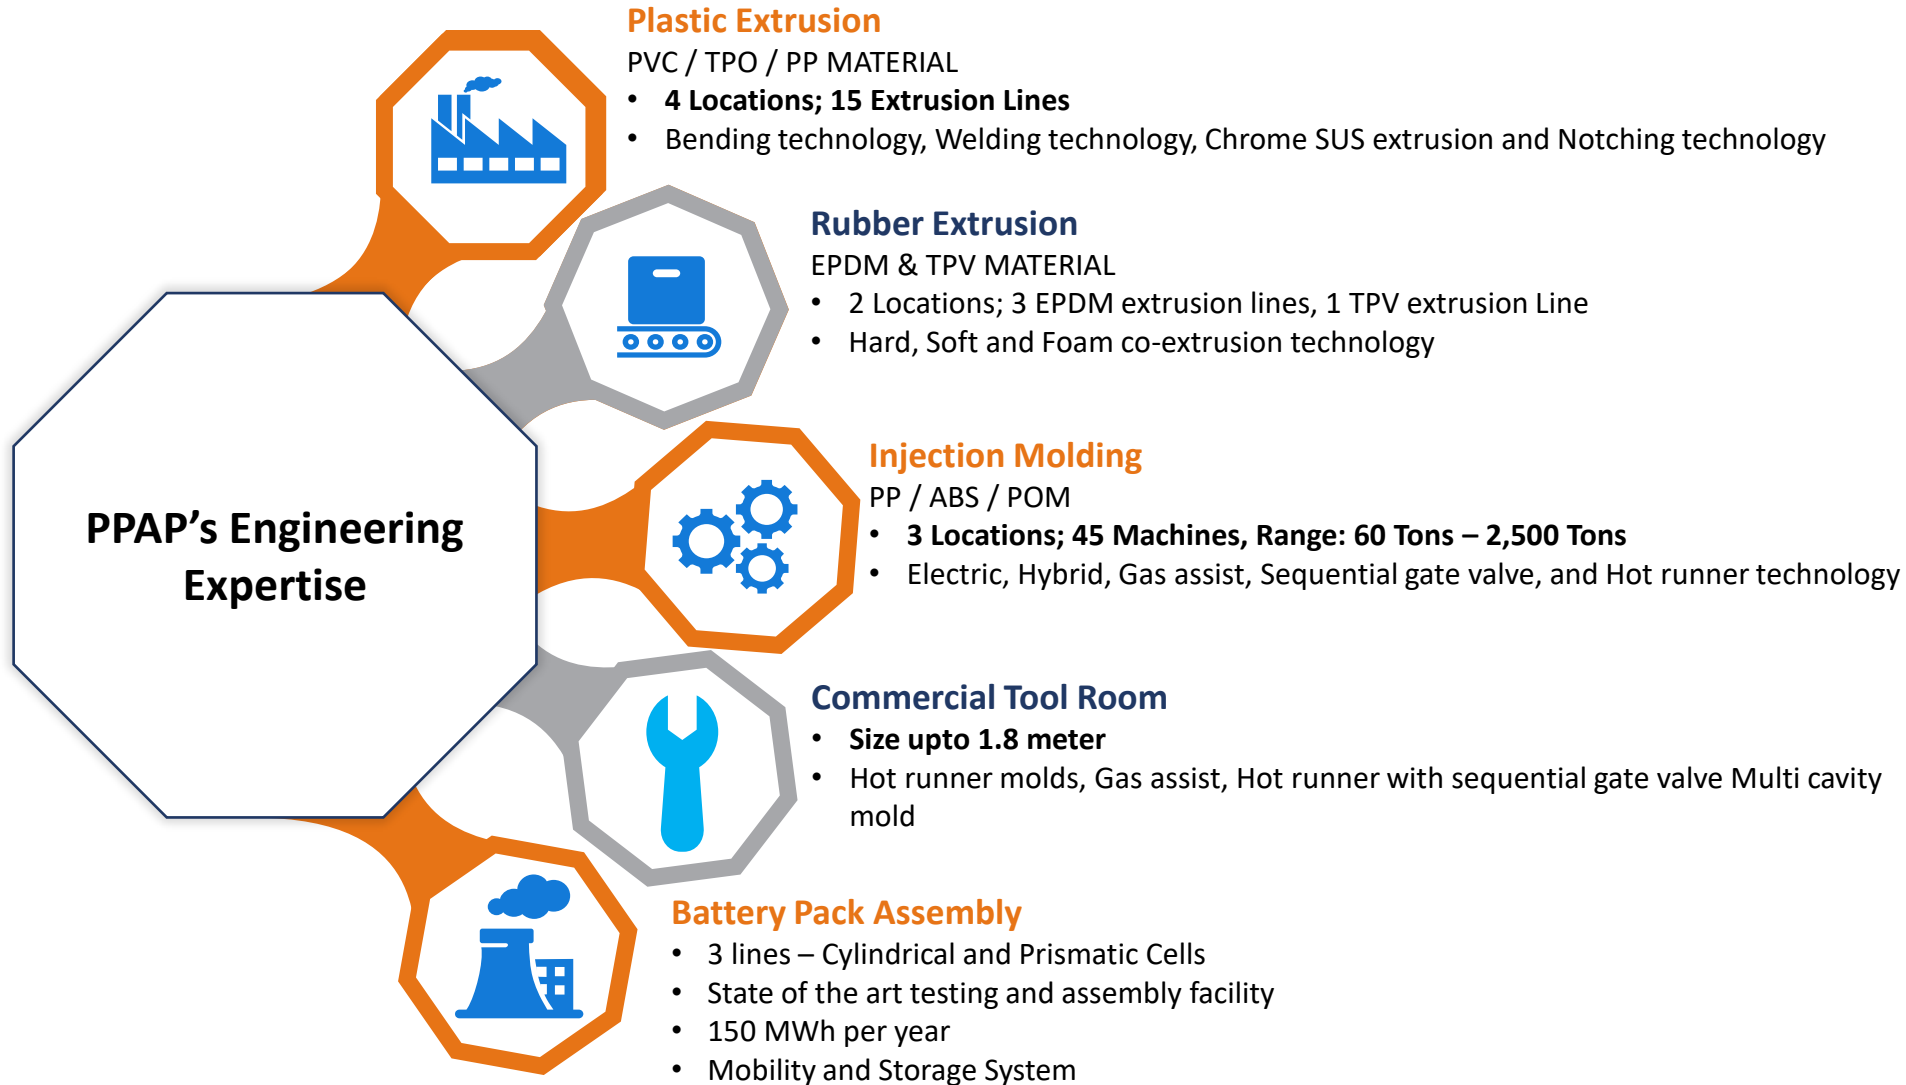 Plastic Extrusion
PVC / TPO / PP MATERIAL
• 4 Locations; 15 Extrusion Lines
• Bending technology, Welding technology, Chrome SUS extrusion and Notching technology
Rubber Extrusion
EPDM & TPV MATERIAL
• 2 Locations; 3 EPDM extrusion lines, 1 TPV extrusion Line
• Hard, Soft and Foam co-extrusion technology
PPAP’s Engineering
Expertise
Injection Molding
PP / ABS / POM
• 3 Locations; 45 Machines, Range: 60 Tons – 2,500 Tons
• Electric, Hybrid, Gas assist, Sequential gate valve, and Hot runner technology
Commercial Tool Room
• Size upto 1.8 meter
• Hot runner molds, Gas assist, Hot runner with sequential gate valve Multi cavity
mold
Battery Pack Assembly
• 3 lines – Cylindrical and Prismatic Cells
• State of the art testing and assembly facility
• 150 MWh per year
• Mobility and Storage System